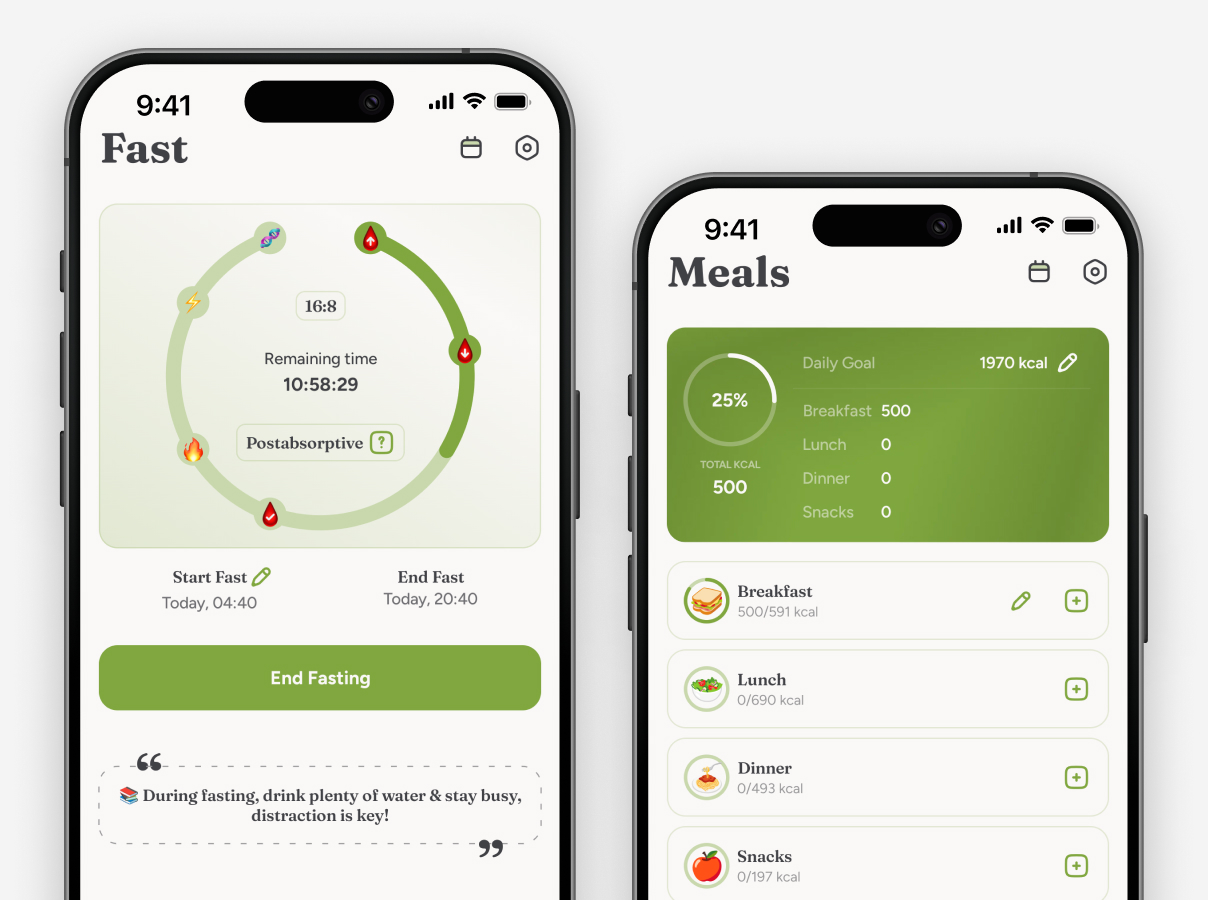 9:41
Fast
16:8
Remaining time
10:58:29
Postabsorptive ?
Start Fast
Today, 04:40
End Fast
Today, 20:40
End Fasting
“
📚 During fasting, drink plenty of water & stay busy,
distraction is key!
”
9:41
Meals
25%
TOTAL KCAL
500
Daily Goal 1970 kcal
Breakfast 500
Lunch 0
Dinner 0
Snacks 0
Breakfast
500/591 kcal
Lunch
0/690 kcal
Dinner
0/493 kcal
Snacks
0/197 kcal